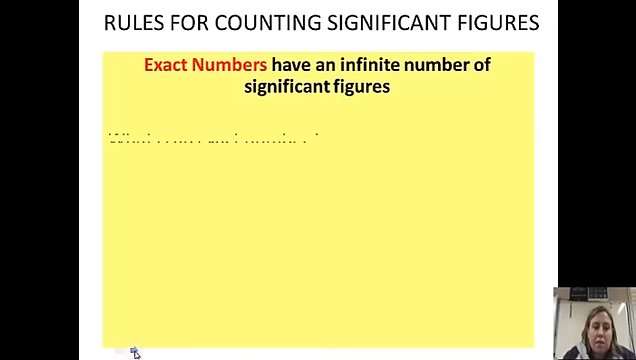 RULES FOR COUNTING SIGNIFICANT FIGURES
Exact Numbers have an infinite number of
significant figures